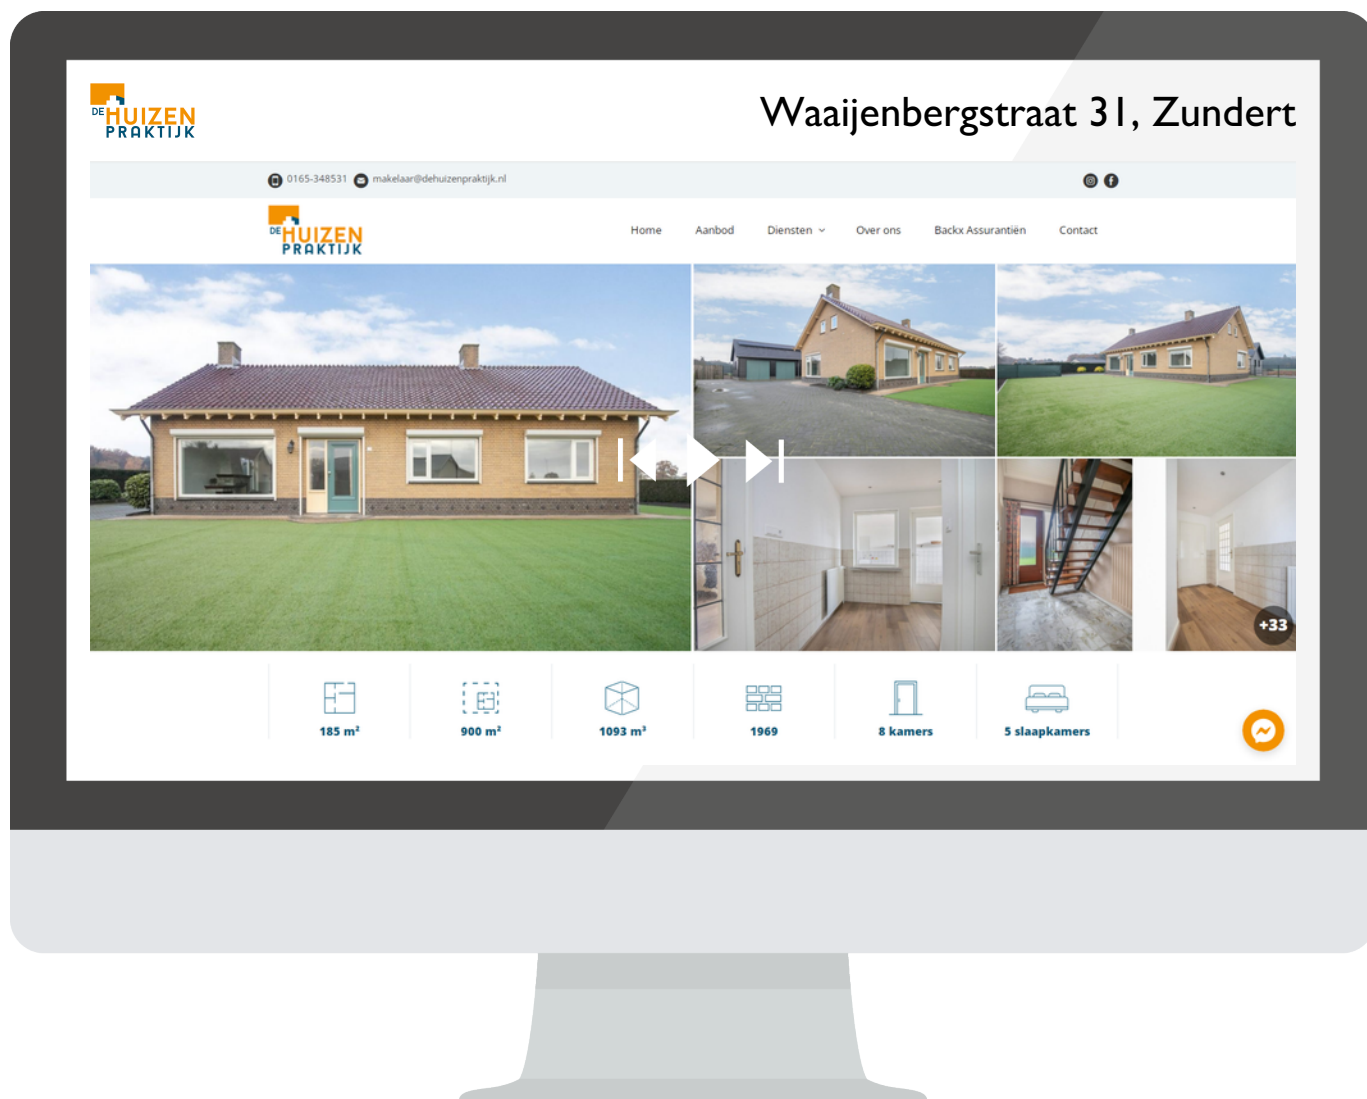 DE HUIZEN
PRAKTIJK
Waaijenbergstraat 31, Zundert
0165-348531 makelaar@dehuizenpraktijk.nl
DE HUIZEN
PRAKTIJK
Home Aanbod Diensten Over ons Backx Assurantiën Contact
+33
185 m² 900 m² 1093 m³ 1969 8 kamers 5 slaapkamers